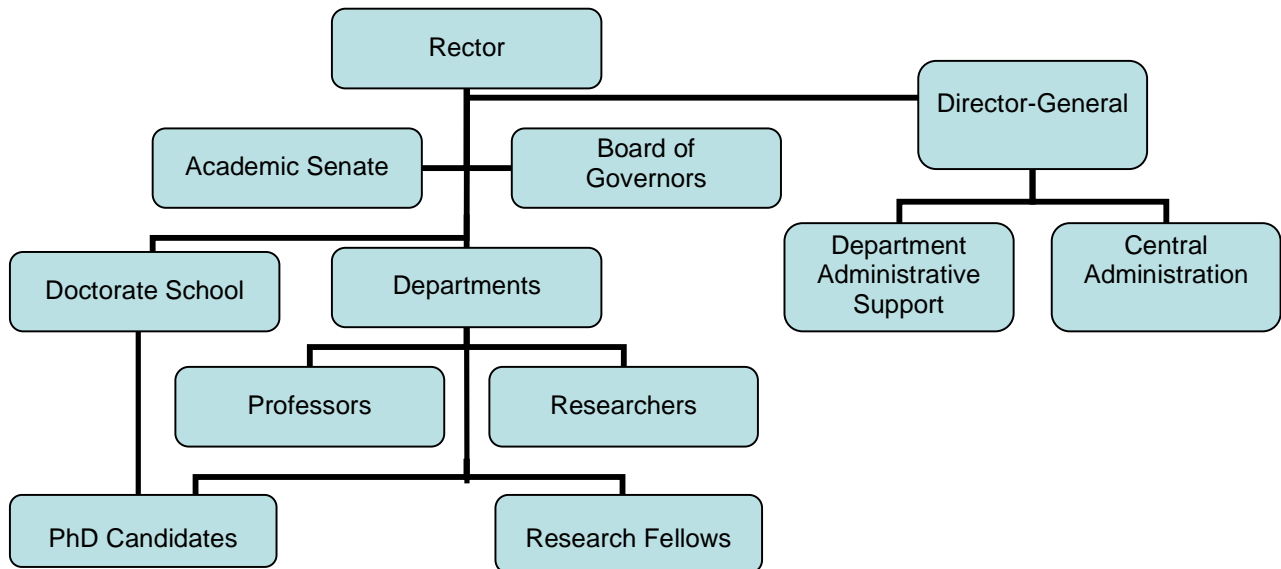 Rector
Director-General
Academic Senate
Board of
Governors
Doctorate School
Departments
Department
Administrative
Support
Central
Administration
Professors
Researchers
PhD Candidates
Research Fellows